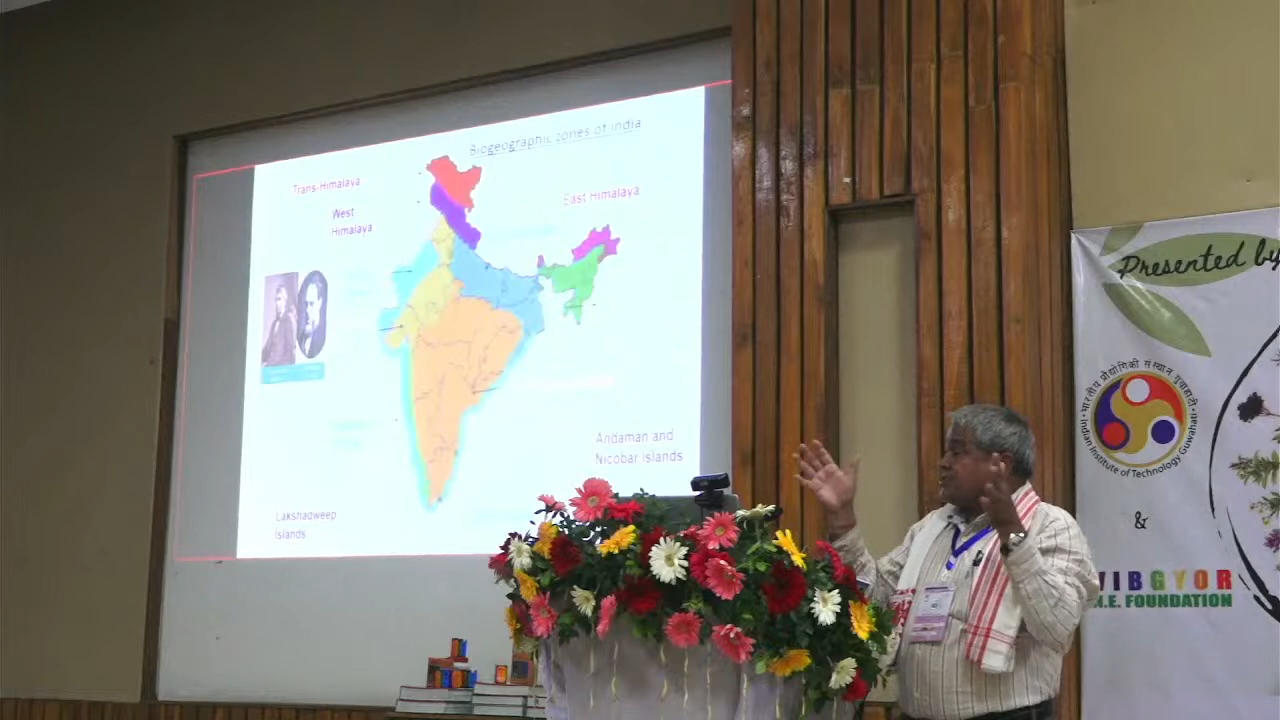 Biogeographic zones of India
Trans-Himalaya
West
Himalaya
East Himalaya
Andaman and
Nicobar Islands
Lakshadweep
Islands
Presented by
भारतीय प्रौद्योगिकी संस्थान गुवाहाटी
Indian Institute of Technology Guwahati
&
VIBGYOR
N.E. FOUNDATION